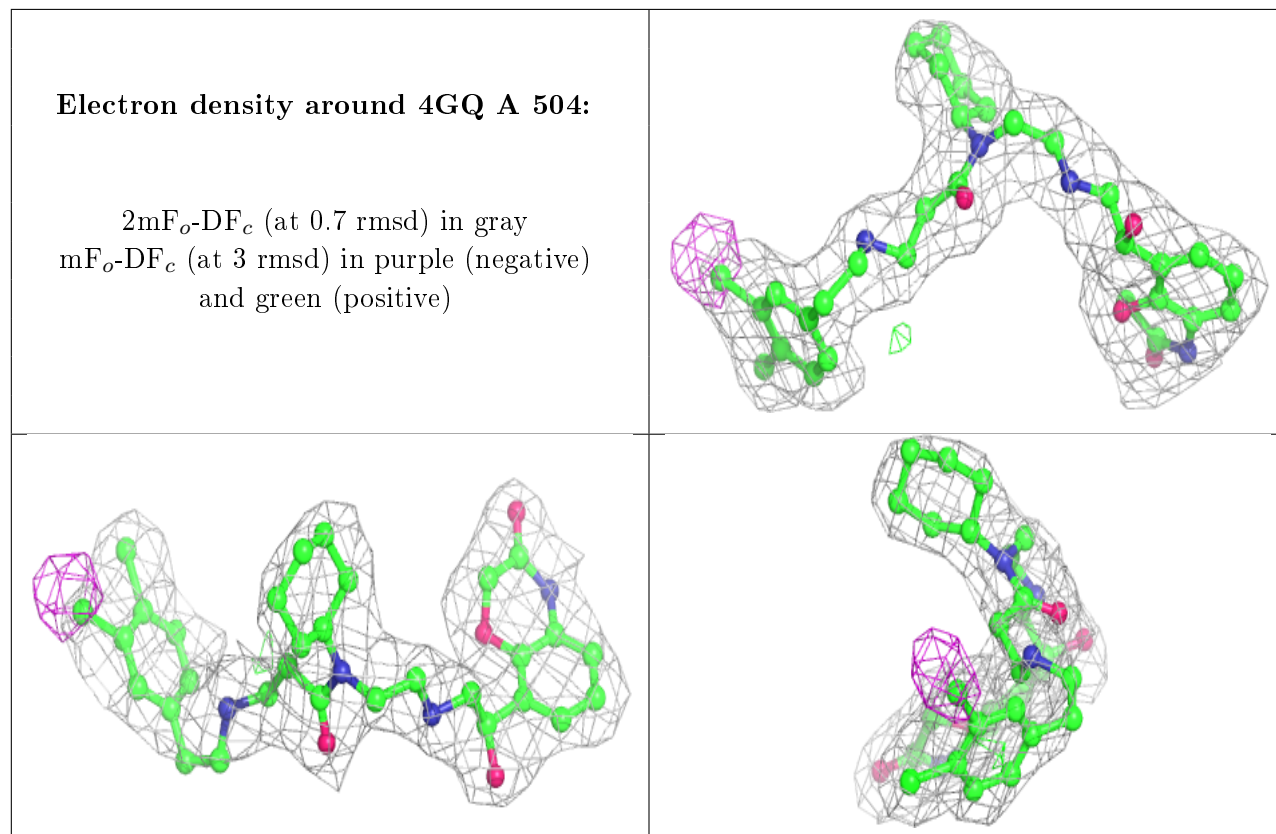 Electron density around 4GQ A 504:
2mFₒ-DF𝒸 (at 0.7 rmsd) in gray
mFₒ-DF𝒸 (at 3 rmsd) in purple (negative)
and green (positive)